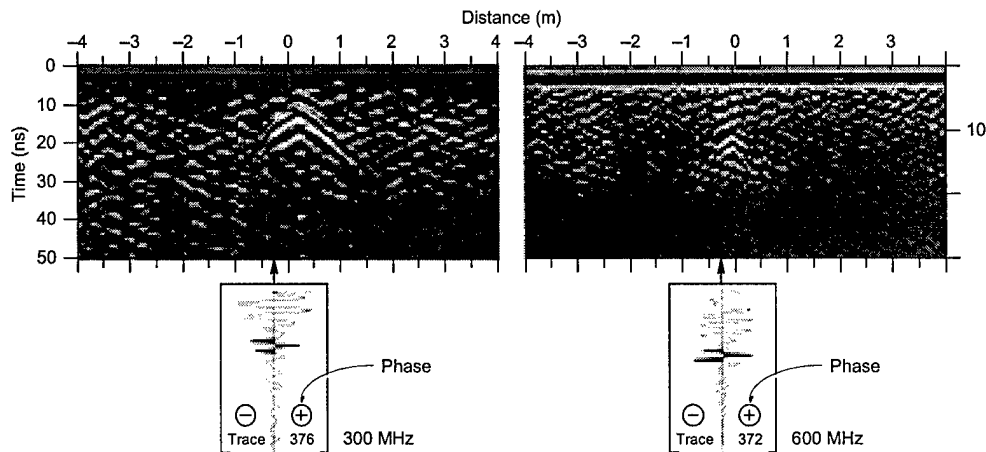 Distance (m)
–4 –3 –2 –1 0 1 2 3 4 –4 –3 –2 –1 0 1 2 3
0
10
20
30
40
50
Time (ns)
10
Phase
Phase
− +
− +
Trace 376 300 MHz
Trace 372 600 MHz